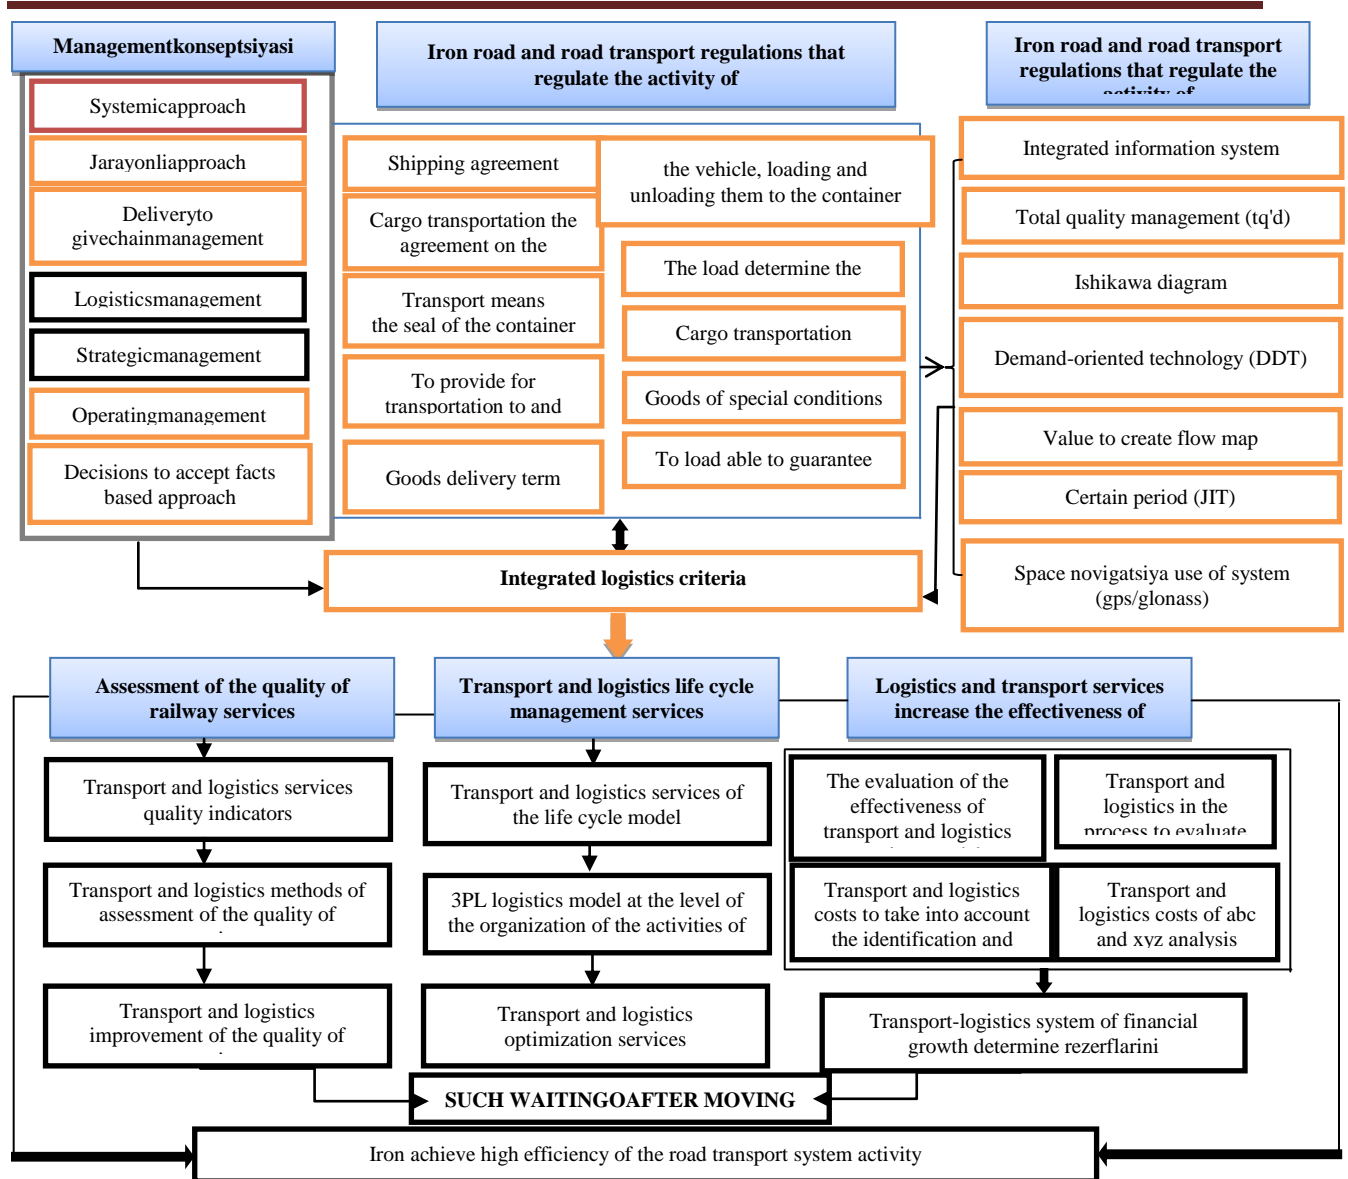 Managementkonseptsiyasi
Systemicapproach
Jarayonliapproach
Deliveryto
givechainmanagement
Logisticsmanagement
Strategicmanagement
Operatingmanagement
Decisions to accept facts
based approach
Iron road and road transport regulations that
regulate the activity of
Shipping agreement
Cargo transportation the
agreement on the
Transport means
the seal of the container
To provide for
transportation to and
Goods delivery term
the vehicle, loading and
unloading them to the container
The load determine the
Cargo transportation
Goods of special conditions
To load able to guarantee
Iron road and road transport
regulations that regulate the
activity of
Integrated information system
Total quality management (tq'd)
Ishikawa diagram
Demand-oriented technology (DDT)
Value to create flow map
Certain period (JIT)
Space novigatsiya use of system
(gps/glonass)
Integrated logistics criteria
Assessment of the quality of
railway services
Transport and logistics services
quality indicators
Transport and logistics methods of
assessment of the quality of
Transport and logistics
improvement of the quality of
Transport and logistics life cycle
management services
Transport and logistics services of
the life cycle model
3PL logistics model at the level of
the organization of the activities of
Transport and logistics
optimization services
Logistics and transport services
increase the effectiveness of
The evaluation of the
effectiveness of
transport and logistics
Transport and
logistics in the
process to evaluate
Transport and logistics
costs to take into account
the identification and
Transport and
logistics costs of abc
and xyz analysis
Transport-logistics system of financial
growth determine rezerflarini
SUCH WAITINGOAFTER MOVING
Iron achieve high efficiency of the road transport system activity